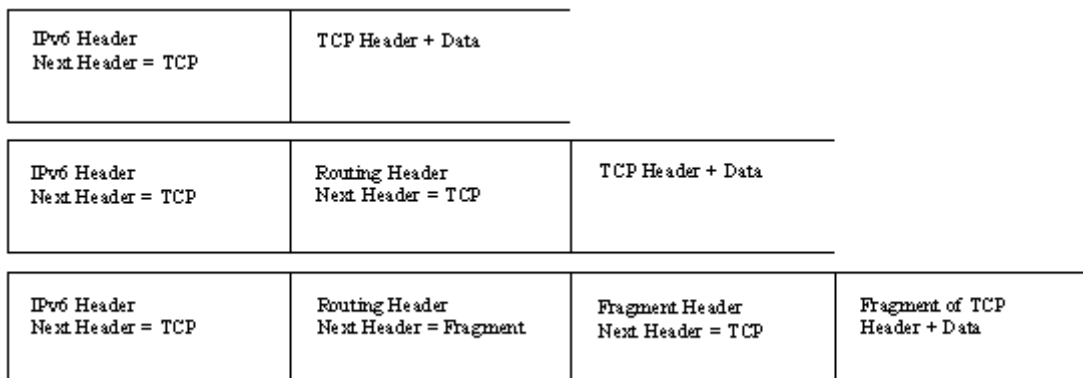 IPv6 Header
Next Header = TCP
TCP Header + Data
IPv6 Header
Next Header = TCP
Routing Header
Next Header = TCP
TCP Header + Data
IPv6 Header
Next Header = TCP
Routing Header
Next Header = Fragment
Fragment Header
Next Header = TCP
Fragment of TCP
Header + Data